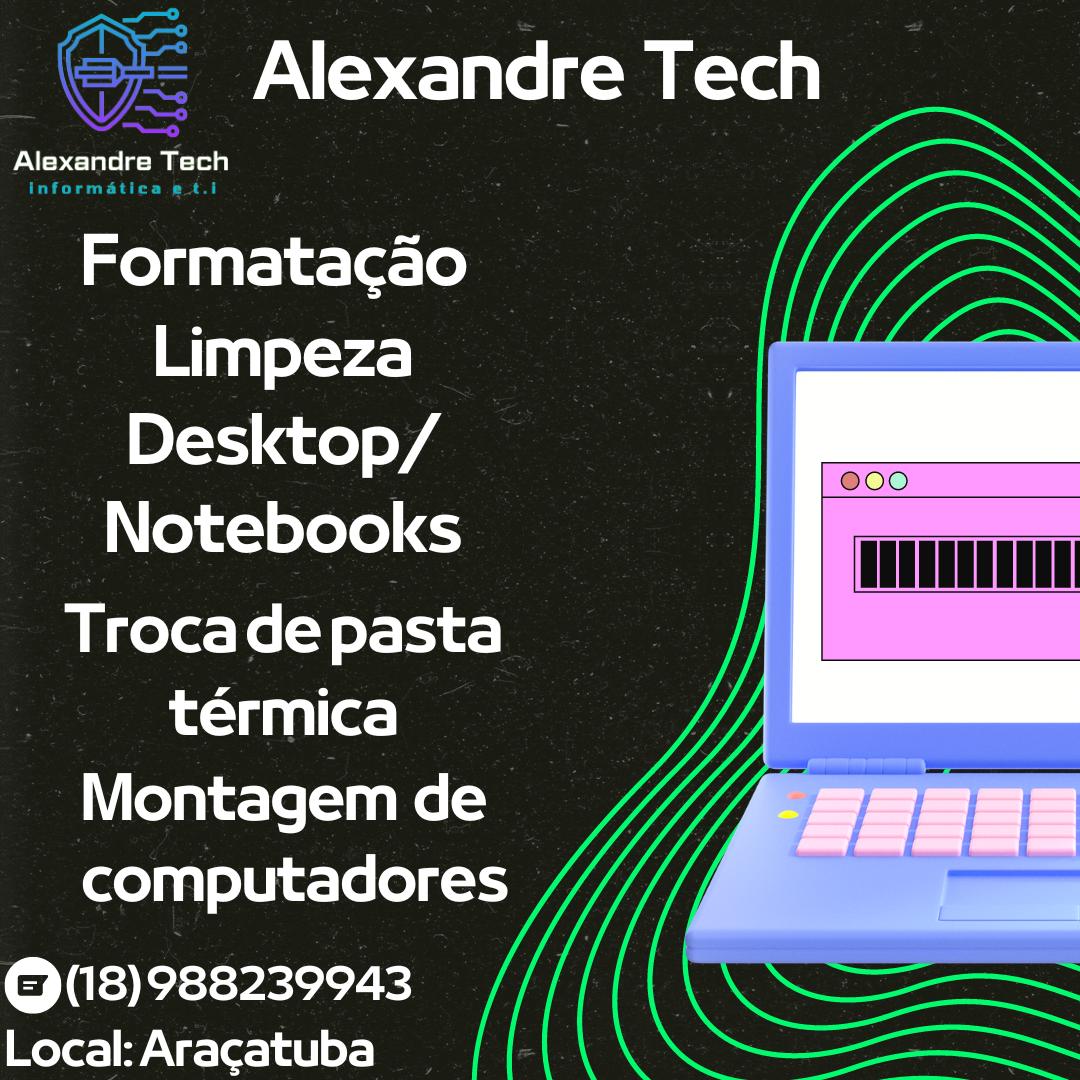 Alexandre Tech
Alexandre Tech
informática e t.i
Formatação
Limpeza
Desktop/
Notebooks
Troca de pasta
térmica
Montagem de
computadores
(18) 988239943
Local: Araçatuba